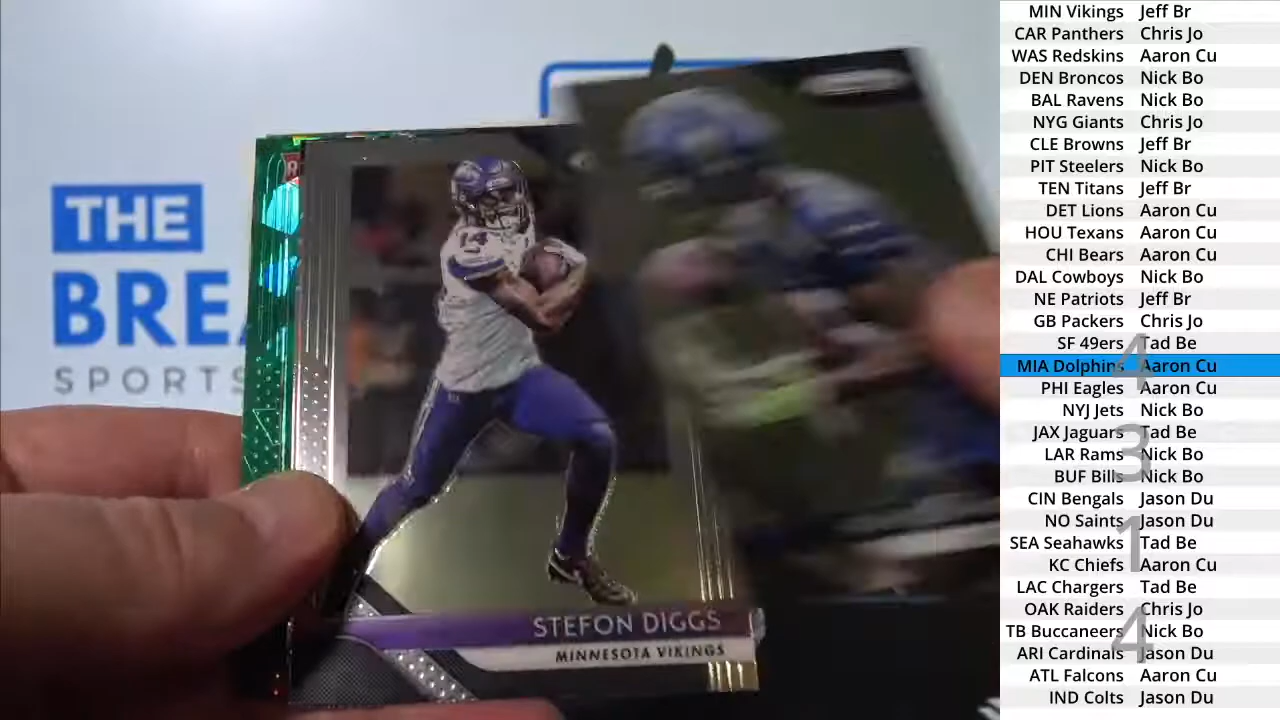 THE
BREA
SPORTS
R
14
STEFON DIGGS
MINNESOTA VIKINGS
MIN Vikings Jeff Br
CAR Panthers Chris Jo
WAS Redskins Aaron Cu
DEN Broncos Nick Bo
BAL Ravens Nick Bo
NYG Giants Chris Jo
CLE Browns Jeff Br
PIT Steelers Nick Bo
TEN Titans Jeff Br
DET Lions Aaron Cu
HOU Texans Aaron Cu
CHI Bears Aaron Cu
DAL Cowboys Nick Bo
NE Patriots Jeff Br
GB Packers Chris Jo
SF 49ers Tad Be
MIA Dolphins Aaron Cu
PHI Eagles Aaron Cu
NYJ Jets Nick Bo
JAX Jaguars Tad Be
LAR Rams Nick Bo
BUF Bills Nick Bo
CIN Bengals Jason Du
NO Saints Jason Du
SEA Seahawks Tad Be
KC Chiefs Aaron Cu
LAC Chargers Tad Be
OAK Raiders Chris Jo
TB Buccaneers Nick Bo
ARI Cardinals Jason Du
ATL Falcons Aaron Cu
IND Colts Jason Du
4
3
1
4